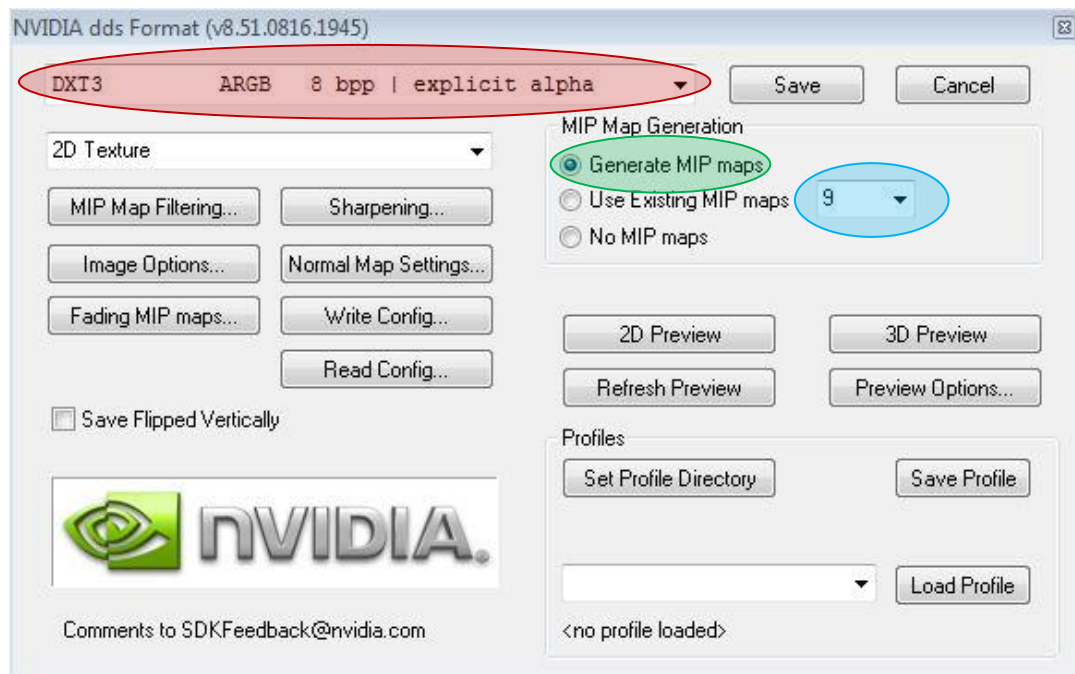 NVIDIA dds Format (v8.51.0816.1945)
DXT3 ARGB 8 bpp | explicit alpha
Save
Cancel
2D Texture
MIP Map Filtering...
Sharpening...
Image Options...
Normal Map Settings...
Fading MIP maps...
Write Config...
Read Config...
Save Flipped Vertically
MIP Map Generation
Generate MIP maps
Use Existing MIP maps
9
No MIP maps
2D Preview
3D Preview
Refresh Preview
Preview Options...
Profiles
Set Profile Directory
Save Profile
Load Profile
<no profile loaded>
NVIDIA.
Comments to SDKFeedback@nvidia.com